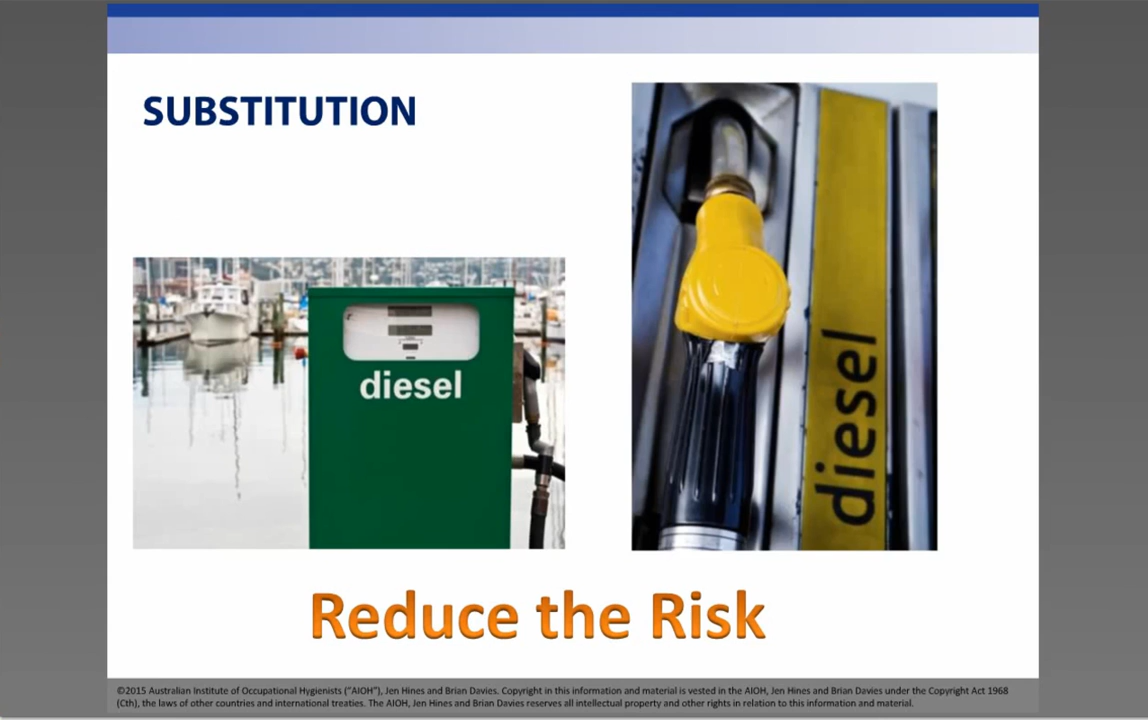 SUBSTITUTION
diesel
diesel
Reduce the Risk
©2015 Australian Institute of Occupational Hygienists ("AIOH"), Jen Hines and Brian Davies. Copyright in this information and material is vested in the AIOH, Jen Hines and Brian Davies under the Copyright Act 1968
(Cth), the laws of other countries and international treaties. The AIOH, Jen Hines and Brian Davies reserves all intellectual property and other rights in relation to this information and material.